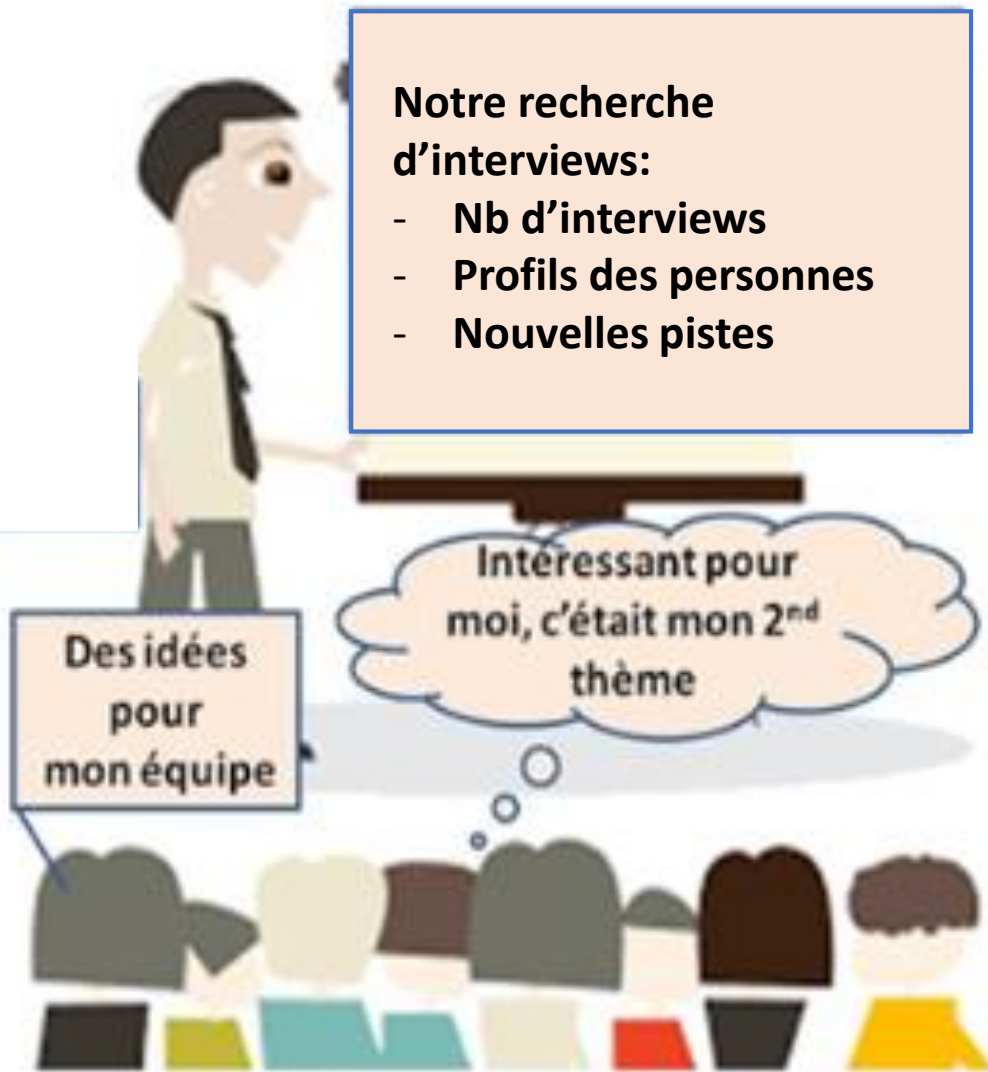 Notre recherche
d’interviews:
- Nb d’interviews
- Profils des personnes
- Nouvelles pistes
Intéressant pour
moi, c’était mon 2nd
thème
Des idées
pour
mon équipe